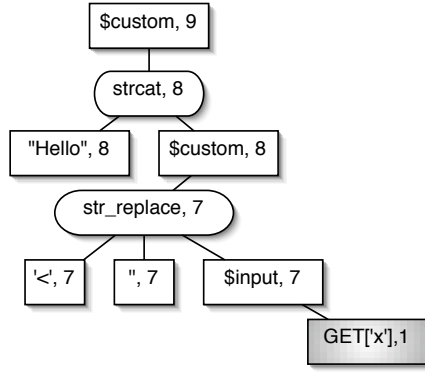 $custom, 9
strcat, 8
"Hello", 8
$custom, 8
str_replace, 7
'<', 7
'', 7
$input, 7
GET['x'],1